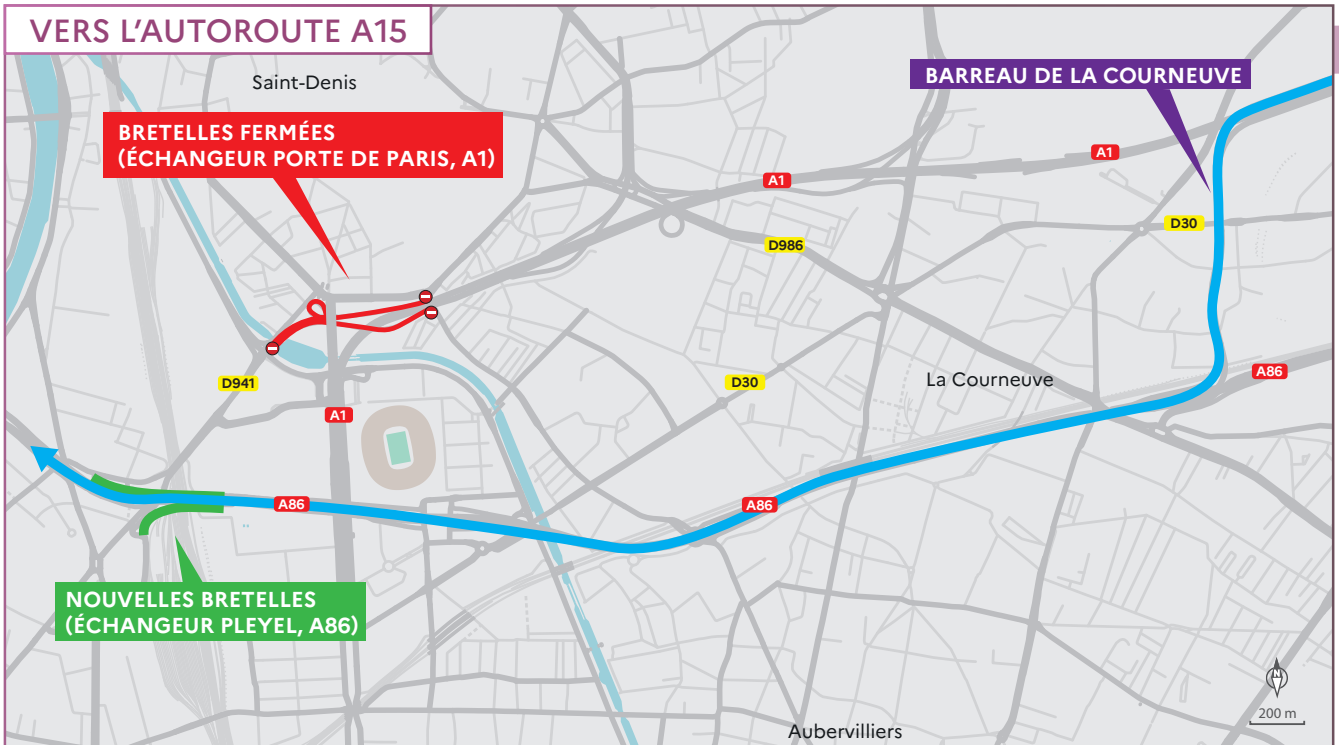 VERS L'AUTOROUTE A15
Saint-Denis
BARREAU DE LA COURNEUVE
BRETELLES FERMÉES
(ÉCHANGEUR PORTE DE PARIS, A1)
A1
A1
D30
D986
D941
D30
La Courneuve
A86
A1
A86
A86
NOUVELLES BRETELLES
(ÉCHANGEUR PLEYEL, A86)
N
200 m
Aubervilliers